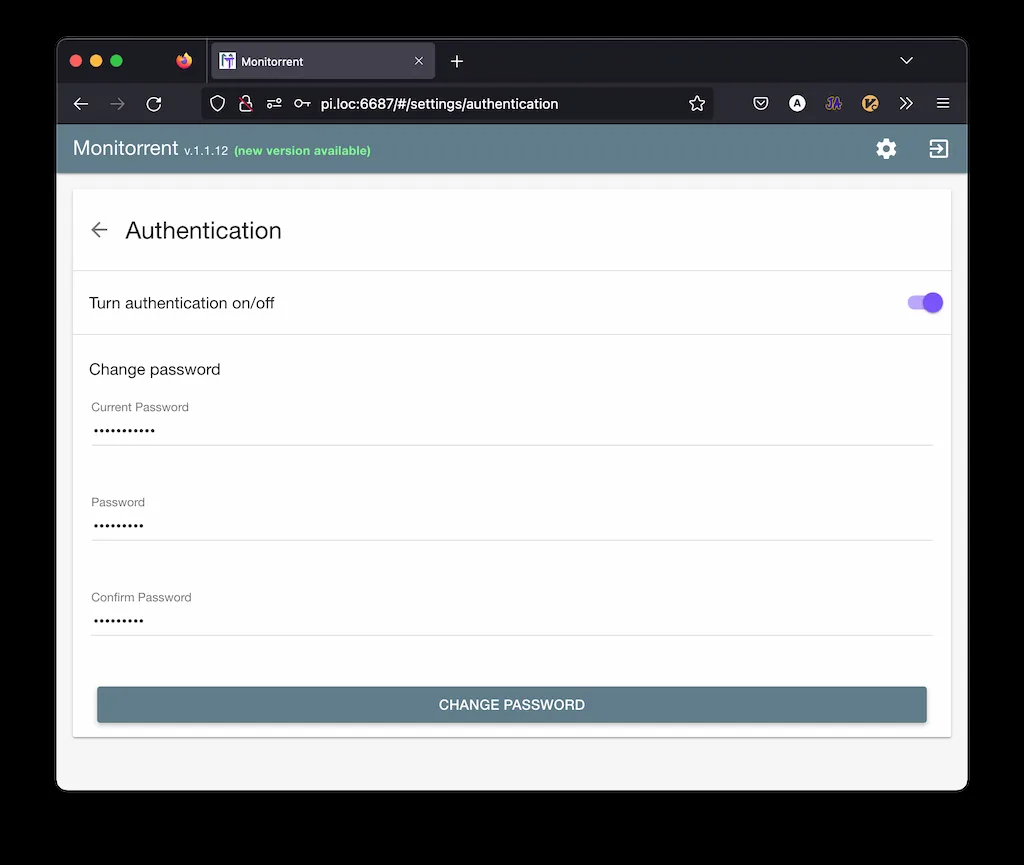 Monitorrent
pi.loc:6687/#/settings/authentication
A
JA
Monitorrent v.1.1.12 (new version available)
Authentication
Turn authentication on/off
Change password
Current Password
•••••••••••
Password
•••••••••
Confirm Password
•••••••••
CHANGE PASSWORD